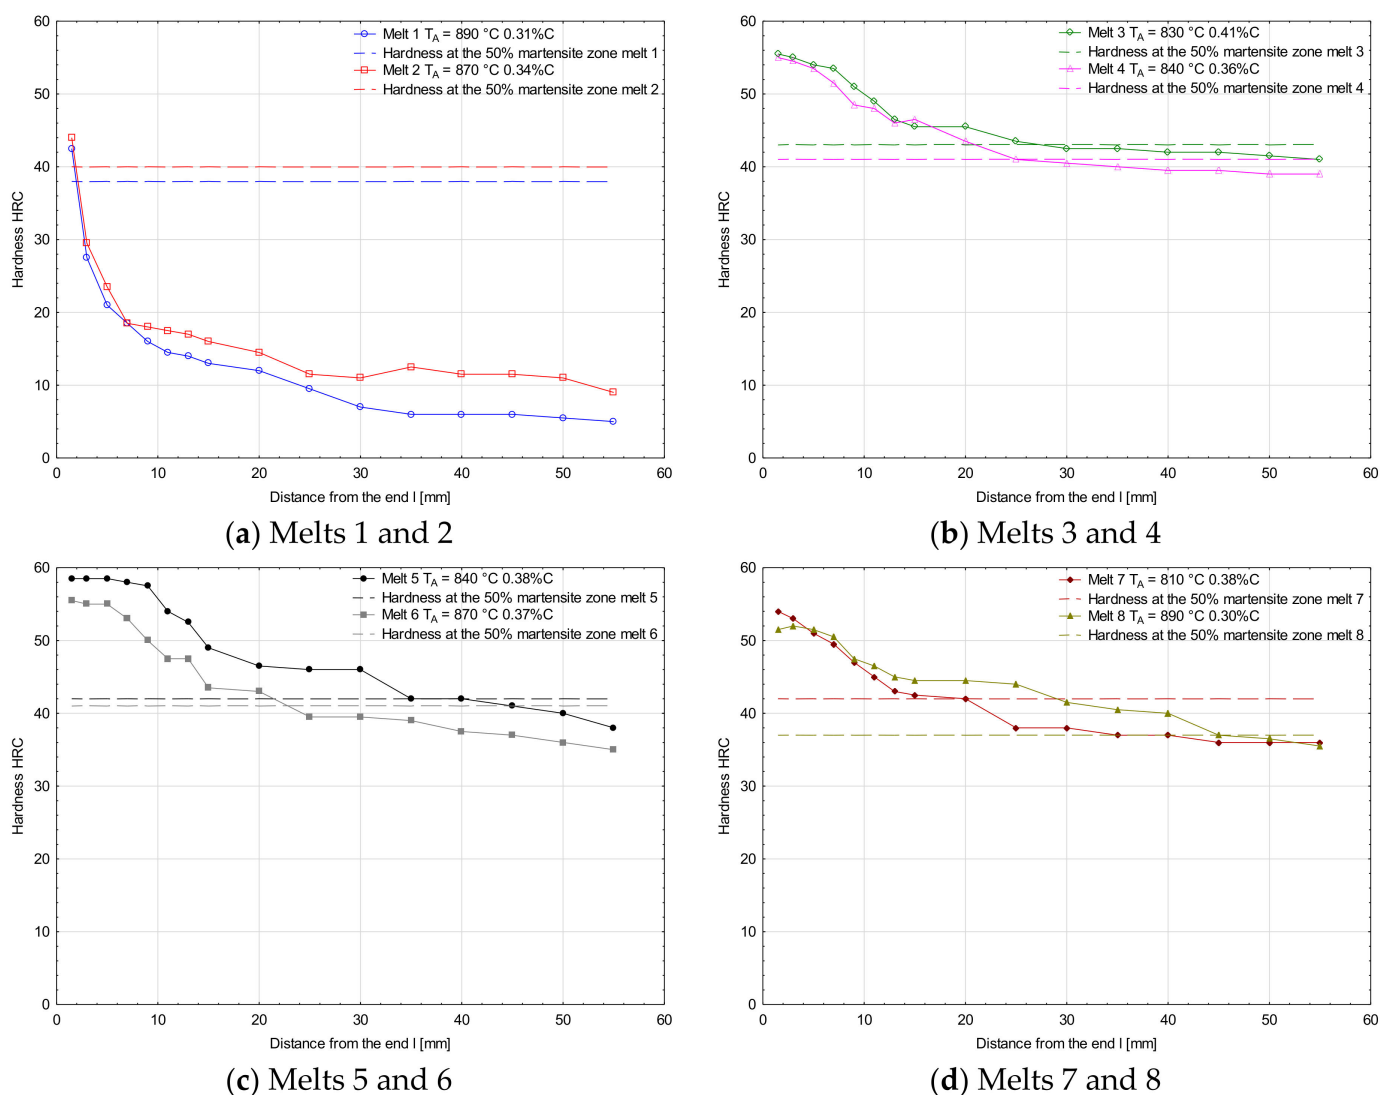 Melt 1 T_A = 890 °C 0.31%C
Hardness at the 50% martensite zone melt 1
Melt 2 T_A = 870 °C 0.34%C
Hardness at the 50% martensite zone melt 2
60
50
40
30
20
10
0
Hardness HRC
0 10 20 30 40 50 60
Distance from the end l [mm]
(a) Melts 1 and 2
Melt 3 T_A = 830 °C 0.41%C
Hardness at the 50% martensite zone melt 3
Melt 4 T_A = 840 °C 0.36%C
Hardness at the 50% martensite zone melt 4
60
50
40
30
20
10
0
Hardness HRC
0 10 20 30 40 50 60
Distance from the end l [mm]
(b) Melts 3 and 4
Melt 5 T_A = 840 °C 0.38%C
Hardness at the 50% martensite zone melt 5
Melt 6 T_A = 870 °C 0.37%C
Hardness at the 50% martensite zone melt 6
60
50
40
30
20
10
0
Hardness HRC
0 10 20 30 40 50 60
Distance from the end l [mm]
(c) Melts 5 and 6
Melt 7 T_A = 810 °C 0.38%C
Hardness at the 50% martensite zone melt 7
Melt 8 T_A = 890 °C 0.30%C
Hardness at the 50% martensite zone melt 8
60
50
40
30
20
10
0
Hardness HRC
0 10 20 30 40 50 60
Distance from the end l [mm]
(d) Melts 7 and 8